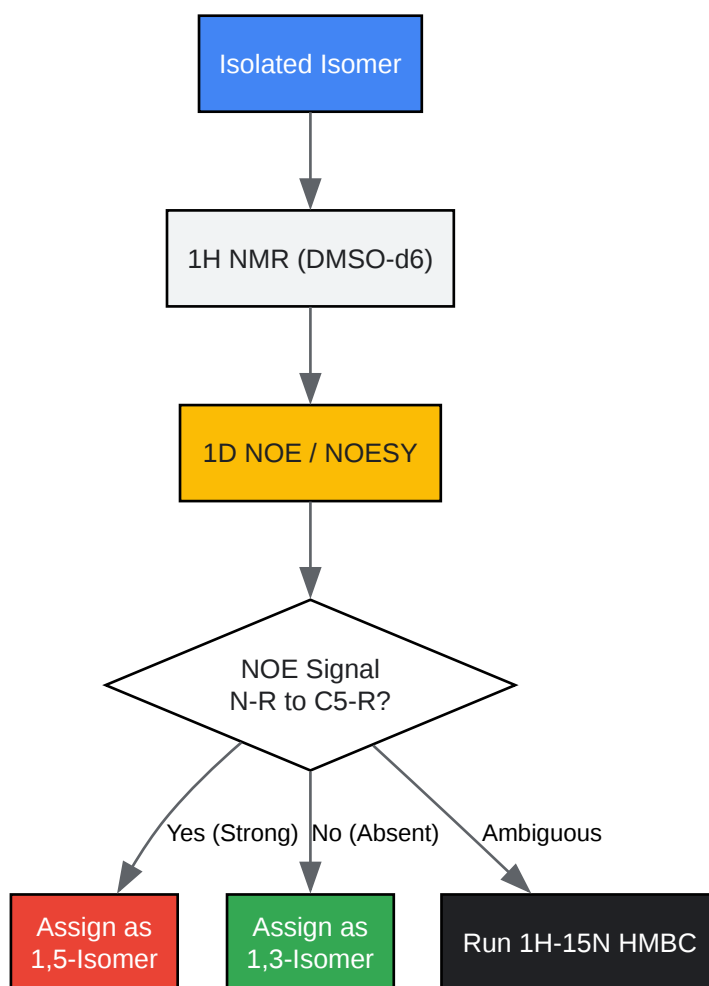 Isolated Isomer
1H NMR (DMSO-d6)
1D NOE / NOESY
NOE Signal
N-R to C5-R?
Yes (Strong)
No (Absent)
Ambiguous
Assign as
1,5-Isomer
Assign as
1,3-Isomer
Run 1H-15N HMBC